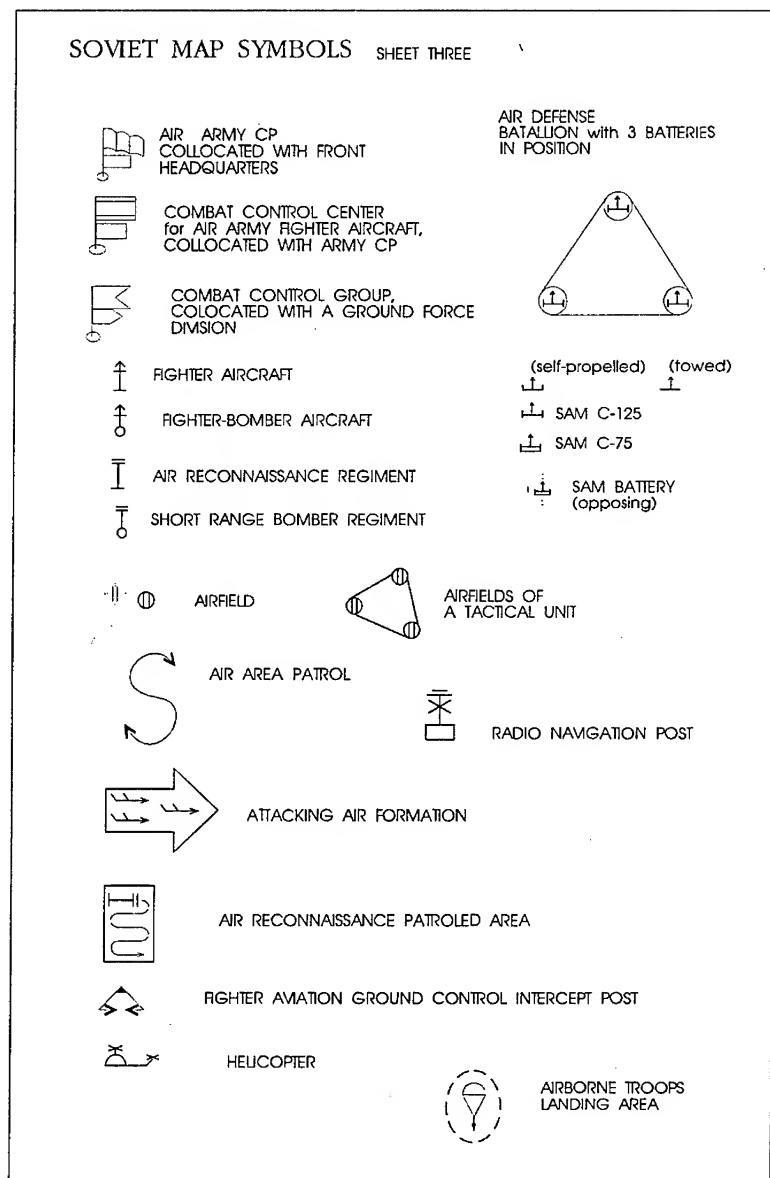 SOVIET MAP SYMBOLS SHEET THREE
AIR ARMY CP
COLLOCATED WITH FRONT
HEADQUARTERS
COMBAT CONTROL CENTER
for AIR ARMY FIGHTER AIRCRAFT,
COLLOCATED WITH ARMY CP
COMBAT CONTROL GROUP,
COLOCATED WITH A GROUND FORCE
DIVISION
FIGHTER AIRCRAFT
FIGHTER-BOMBER AIRCRAFT
AIR RECONNAISSANCE REGIMENT
SHORT RANGE BOMBER REGIMENT
AIR DEFENSE
BATALLION with 3 BATTERIES
IN POSITION
(self-propelled) (towed)
SAM C-125
SAM C-75
SAM BATTERY
(opposing)
AIRFIELD
AIRFIELDS OF
A TACTICAL UNIT
AIR AREA PATROL
RADIO NAVIGATION POST
ATTACKING AIR FORMATION
AIR RECONNAISSANCE PATROLED AREA
FIGHTER AVIATION GROUND CONTROL INTERCEPT POST
HELICOPTER
AIRBORNE TROOPS
LANDING AREA